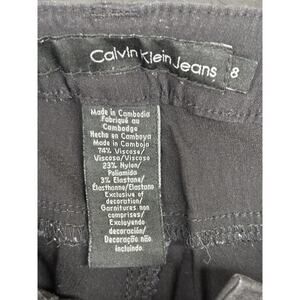 Calvin Klein Jeans
8
Made in Cambodia
Fabriqué au
Cambodge
Hecho en Camboya
Made in Camboja
74% Viscose/
Viscosa/Viscose
23% Nylon/
Poliamida
3% Elastane/
Élasthanne/Elastano
Exclusive of
decoration/
Garnitures non
comprises/
Excluyendo
decoración/
Decoração não
incluindo.